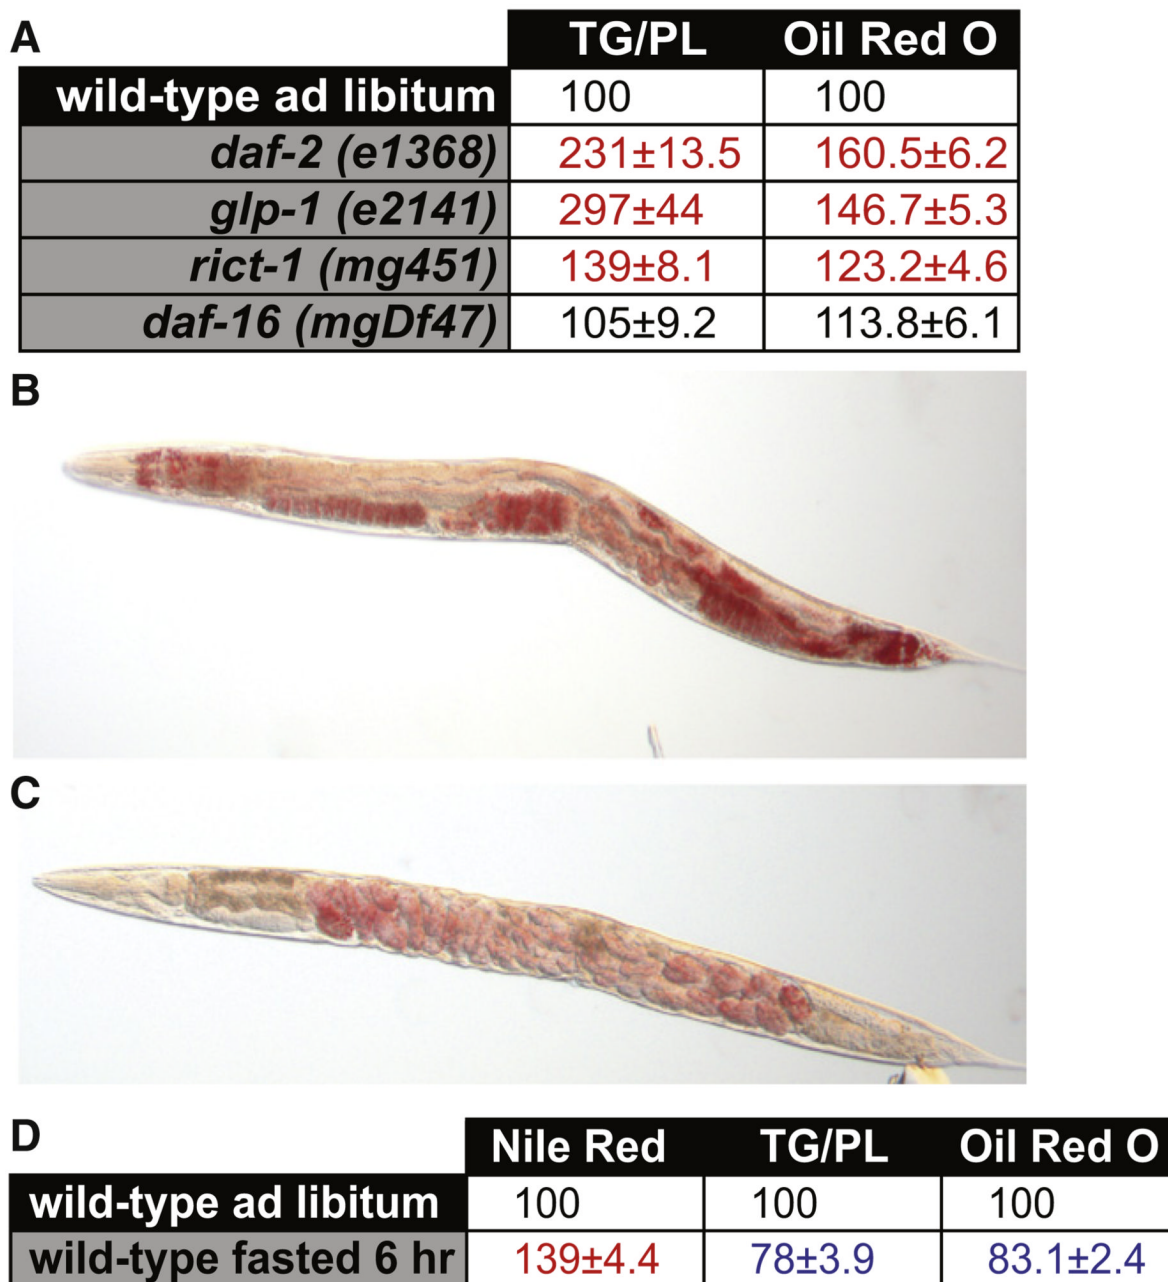 A
TG/PL Oil Red O
wild-type ad libitum 100 100
daf-2 (e1368) 231±13.5 160.5±6.2
glp-1 (e2141) 297±44 146.7±5.3
rict-1 (mg451) 139±8.1 123.2±4.6
daf-16 (mgDf47) 105±9.2 113.8±6.1
B
C
D
Nile Red TG/PL Oil Red O
wild-type ad libitum 100 100 100
wild-type fasted 6 hr 139±4.4 78±3.9 83.1±2.4